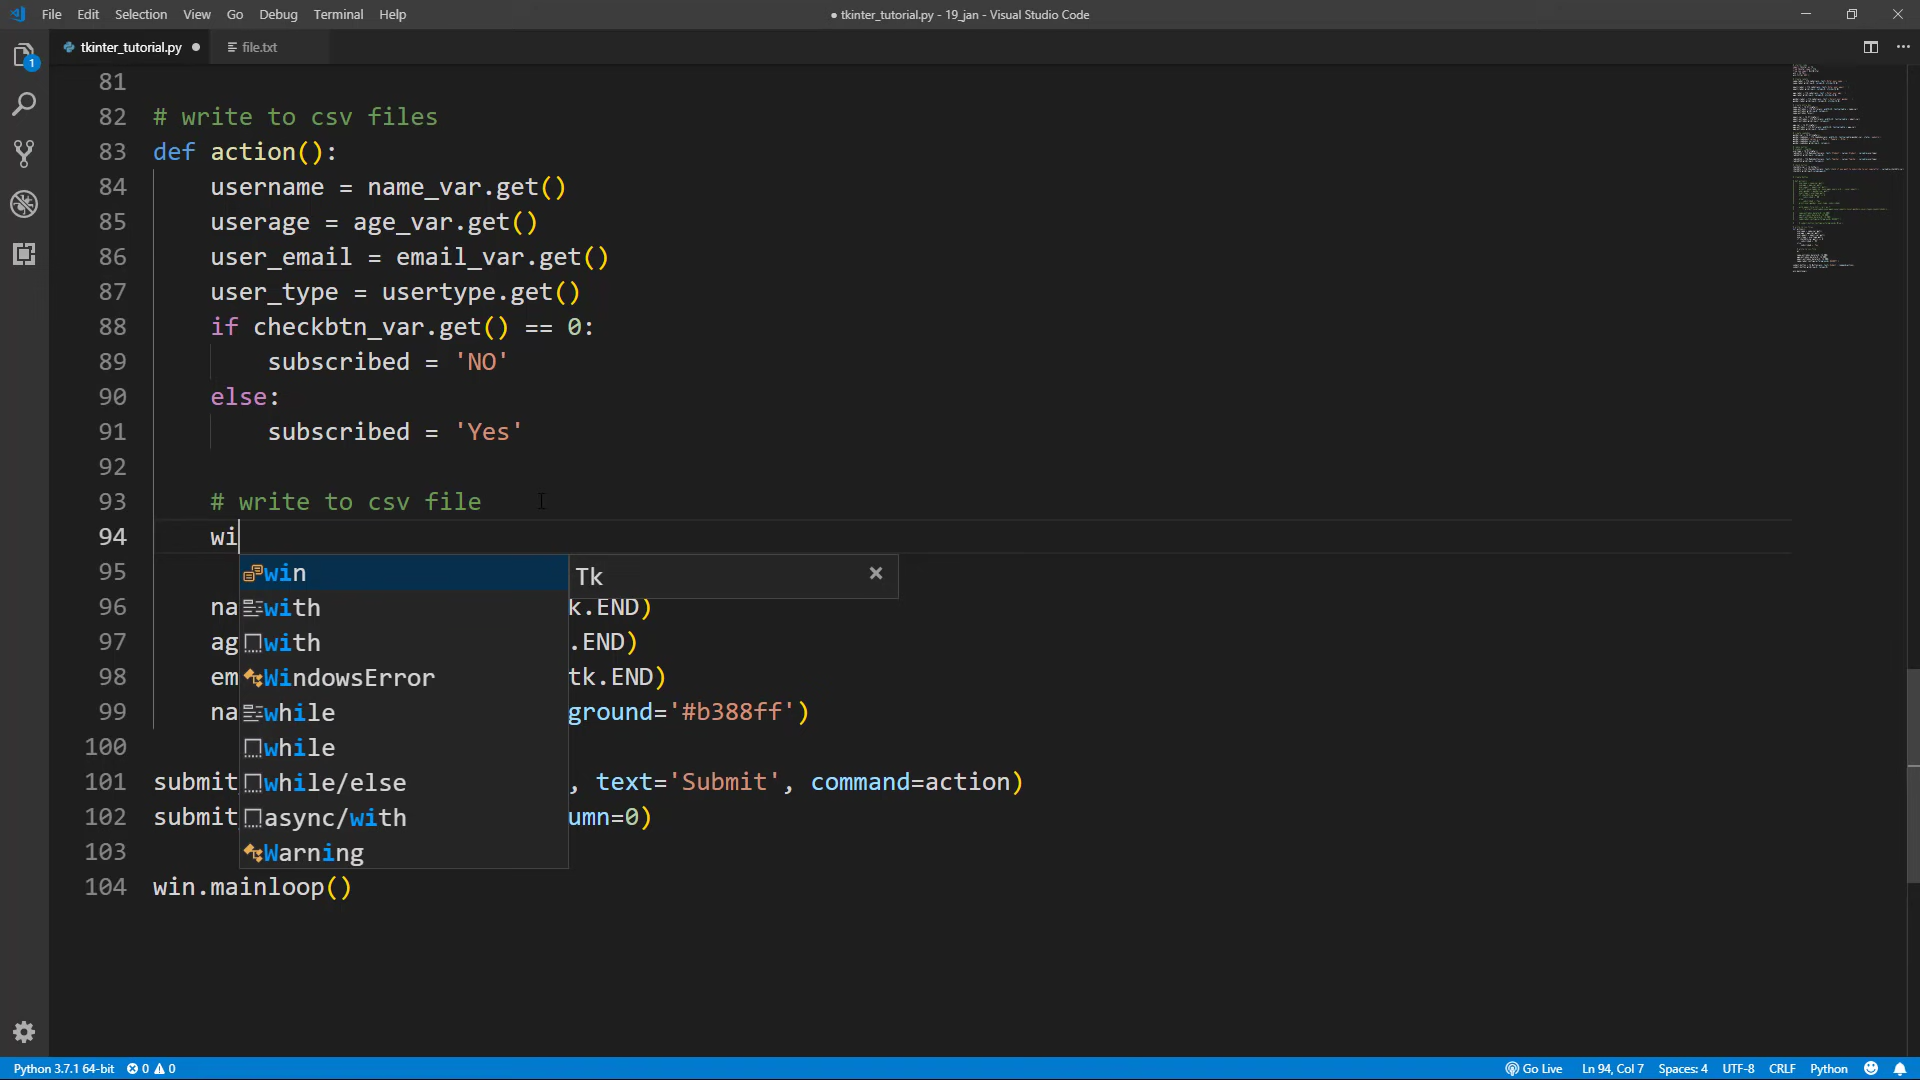 File Edit Selection View Go Debug Terminal Help
● tkinter_tutorial.py - 19_jan - Visual Studio Code
tkinter_tutorial.py ● file.txt
1
81
82 # write to csv files
83 def action():
84 username = name_var.get()
85 userage = age_var.get()
86 user_email = email_var.get()
87 user_type = usertype.get()
88 if checkbtn_var.get() == 0:
89 subscribed = 'NO'
90 else:
91 subscribed = 'Yes'
92
93 # write to csv file
94 wi
95 win Tk
96 na with k.END)
97 ag with .END)
98 em WindowsError tk.END)
99 na while ground='#b388ff')
100 while
101 submit while/else , text='Submit', command=action)
102 submit async/with umn=0)
103 Warning
104 win.mainloop()
Python 3.7.1 64-bit 0 0 Go Live Ln 94, Col 7 Spaces: 4 UTF-8 CRLF Python